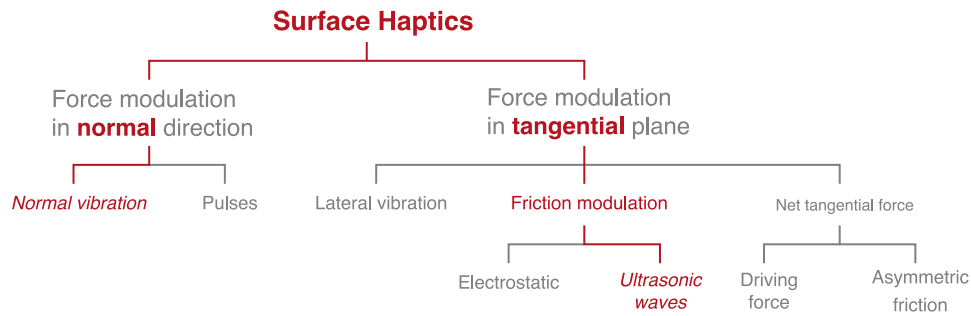 Surface Haptics
Force modulation
in normal direction
Force modulation
in tangential plane
Normal vibration
Pulses
Lateral vibration
Friction modulation
Net tangential force
Electrostatic
Ultrasonic
waves
Driving
force
Asymmetric
friction